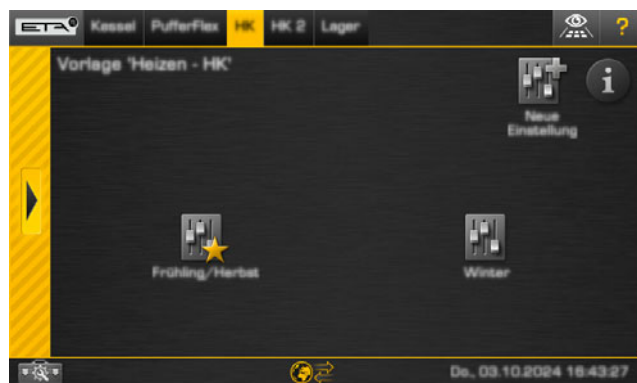 ETA Kessel PufferFlex HK HK 2 Lager ?
Vorlage 'Heizen - HK'
i
Neue
Einstellung
Frühling/Herbst
Winter
Do., 03.10.2024 16:43:27